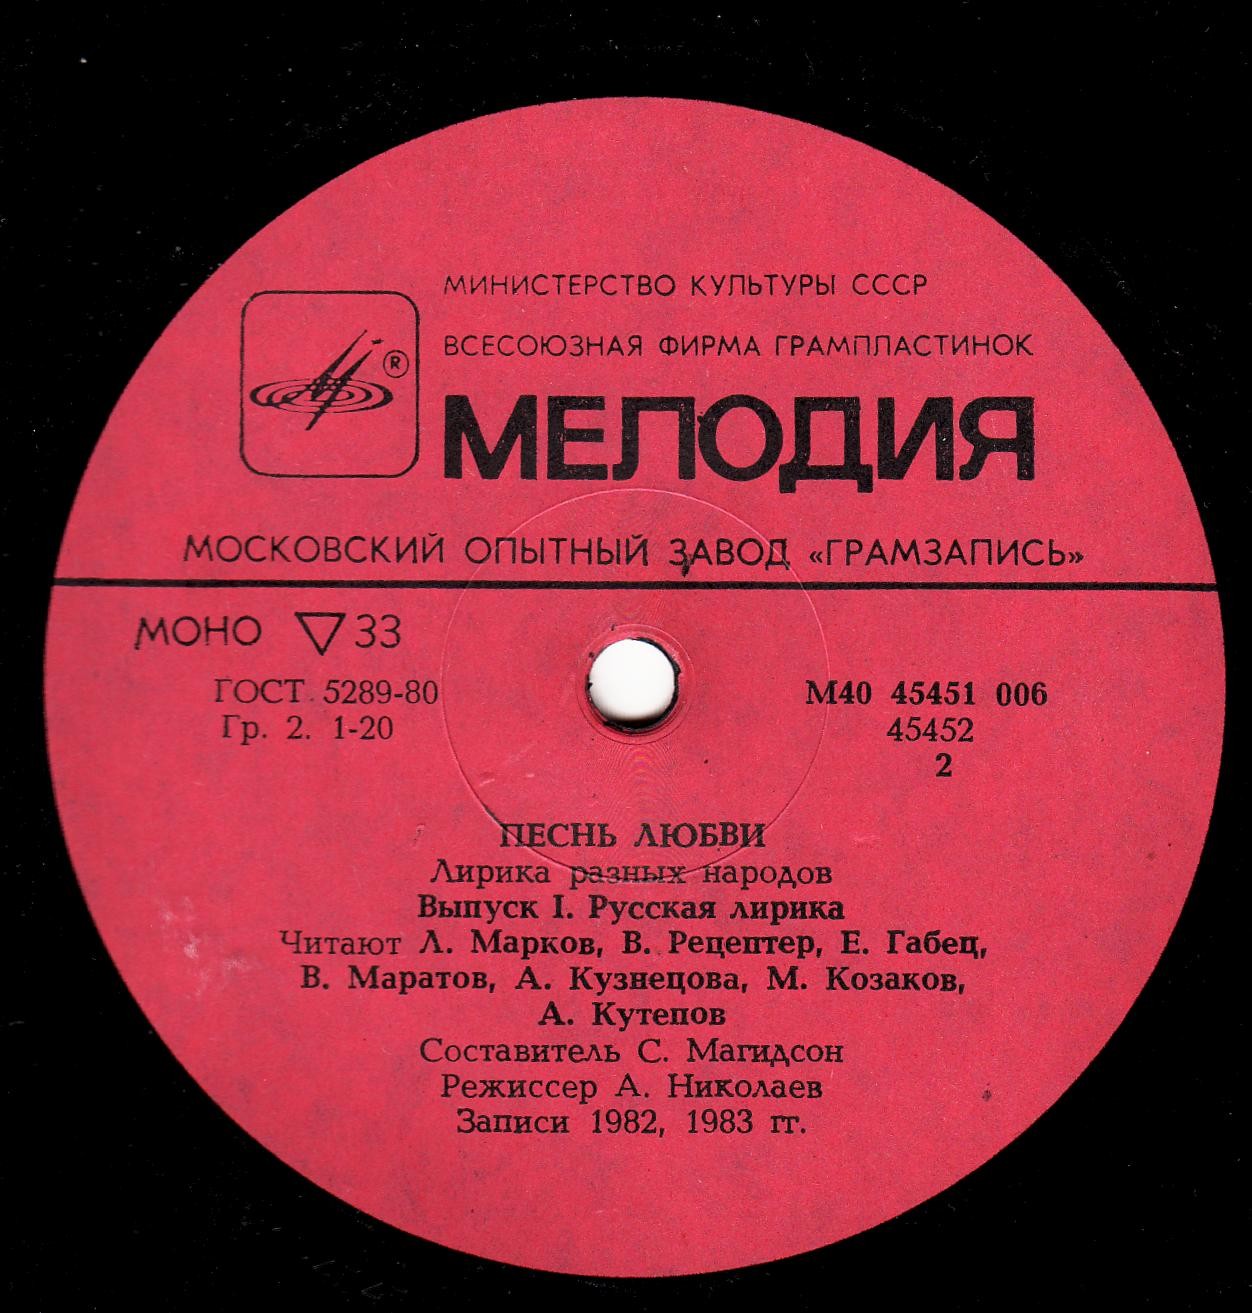 МИНИСТЕРСТВО КУЛЬТУРЫ СССР
ВСЕСОЮЗНАЯ ФИРМА ГРАМПЛАСТИНОК
®
МЕЛОДИЯ
МОСКОВСКИЙ ОПЫТНЫЙ ЗАВОД «ГРАМЗАПИСЬ»
МОНО ▽ 33
ГОСТ 5289-80
Гр. 2. 1-20
М40 45451 006
45452
2
ПЕСНЬ ЛЮБВИ
Лирика разных народов
Выпуск I. Русская лирика
Читают Л. Марков, В. Рецептер, Е. Габец,
В. Маратов, А. Кузнецова, М. Козаков,
А. Кутепов
Составитель С. Магидсон
Режиссер А. Николаев
Записи 1982, 1983 гг.